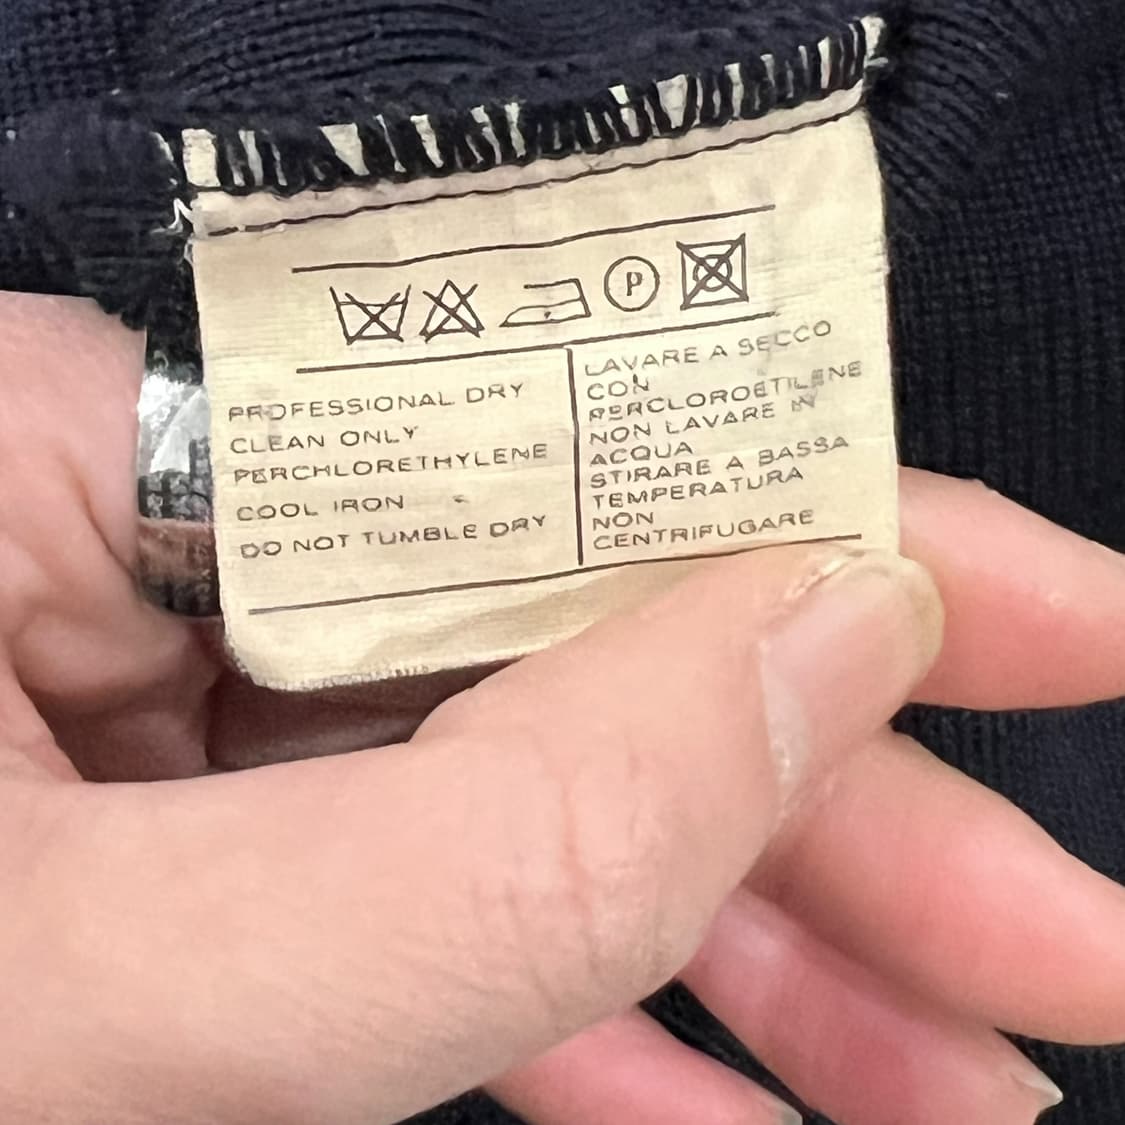 P
PROFESSIONAL DRY
CLEAN ONLY
PERCHLORETHYLENE
COOL IRON
DO NOT TUMBLE DRY
LAVARE A SECCO
CON
PERCLOROETILENE
NON LAVARE IN
ACQUA
STIRARE A BASSA
TEMPERATURA
NON
CENTRIFUGARE